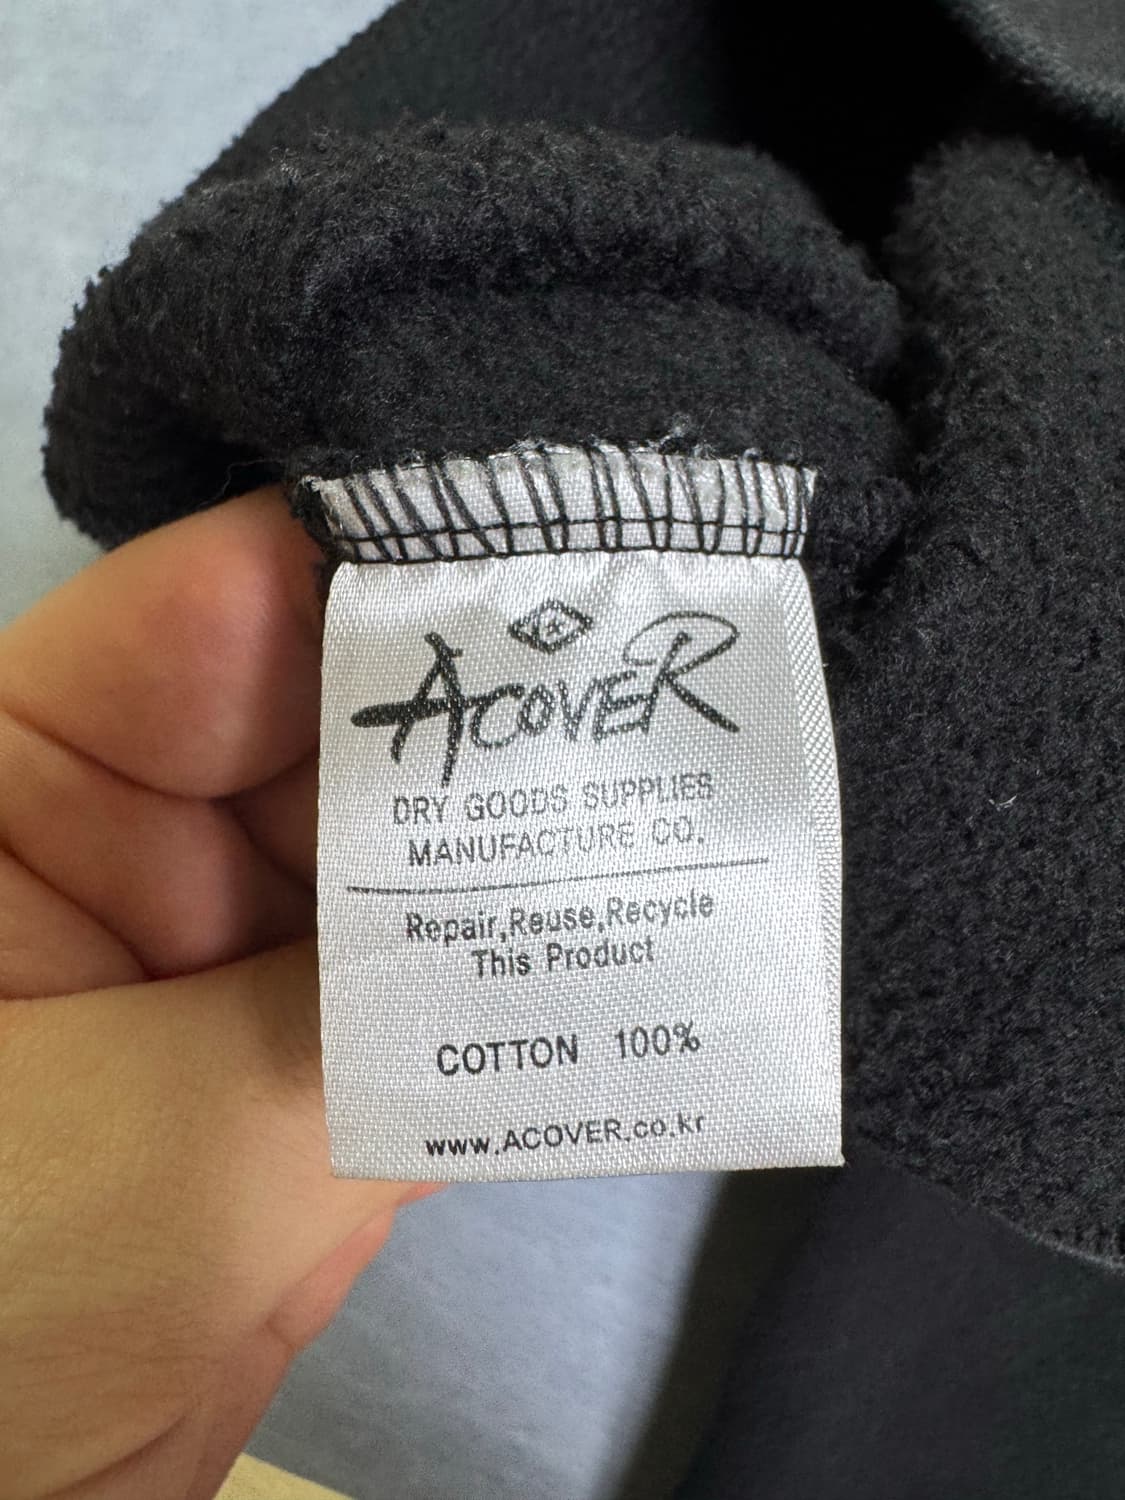 ACOVER
DRY GOODS SUPPLIES
MANUFACTURE CO.
Repair,Reuse,Recycle
This Product
COTTON 100%
www.ACOVER.co.kr